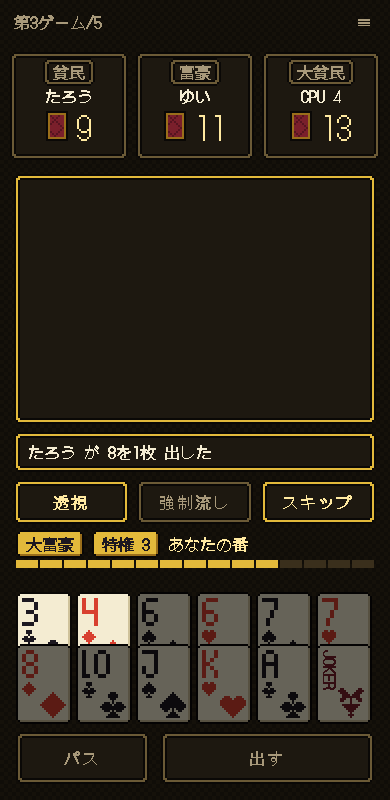 第3ゲーム/5 ≡
貧民 富豪 大貧民
たろう ゆい CPU 4
9 11 13
たろう が 8を1枚 出した
透視 強制流し スキップ
大富豪 特権 3 あなたの番
3 4 6 6 7 7
8 10 J K A JOKER
パス 出す